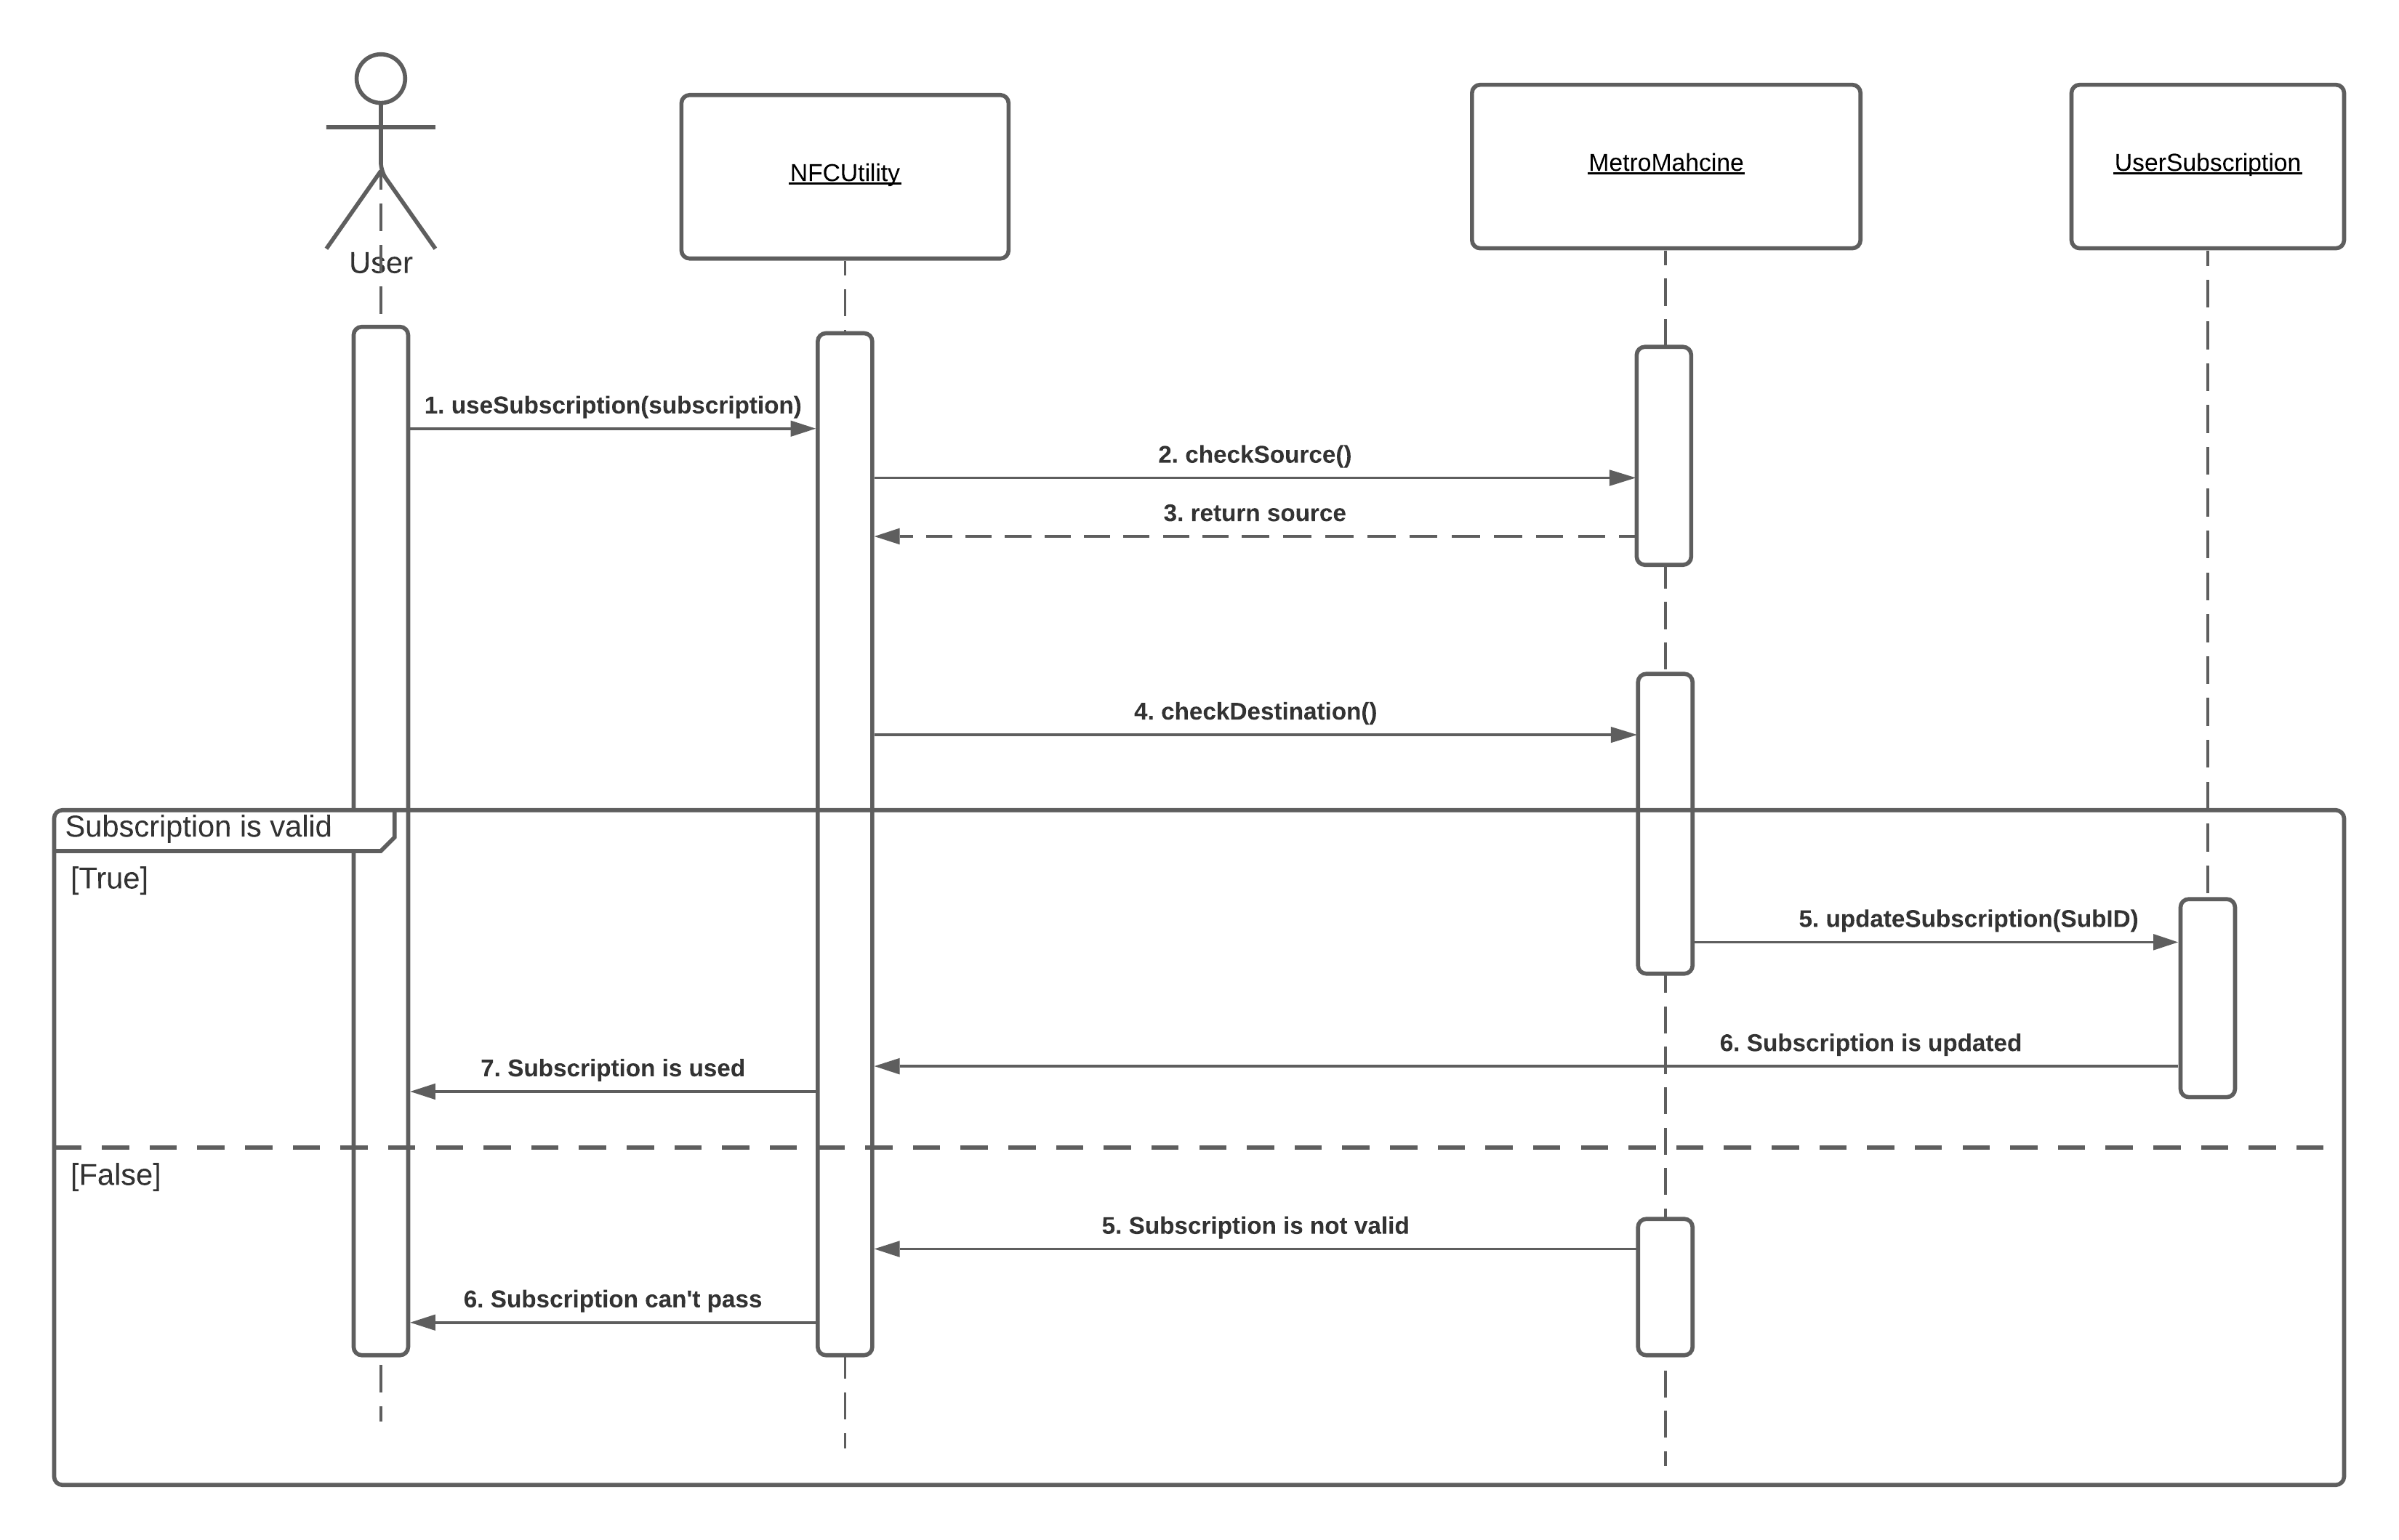 User
NFCUtility
MetroMahcine
UserSubscription
1. useSubscription(subscription)
2. checkSource()
3. return source
4. checkDestination()
Subscription is valid
[True]
5. updateSubscription(SubID)
6. Subscription is updated
7. Subscription is used
[False]
5. Subscription is not valid
6. Subscription can't pass